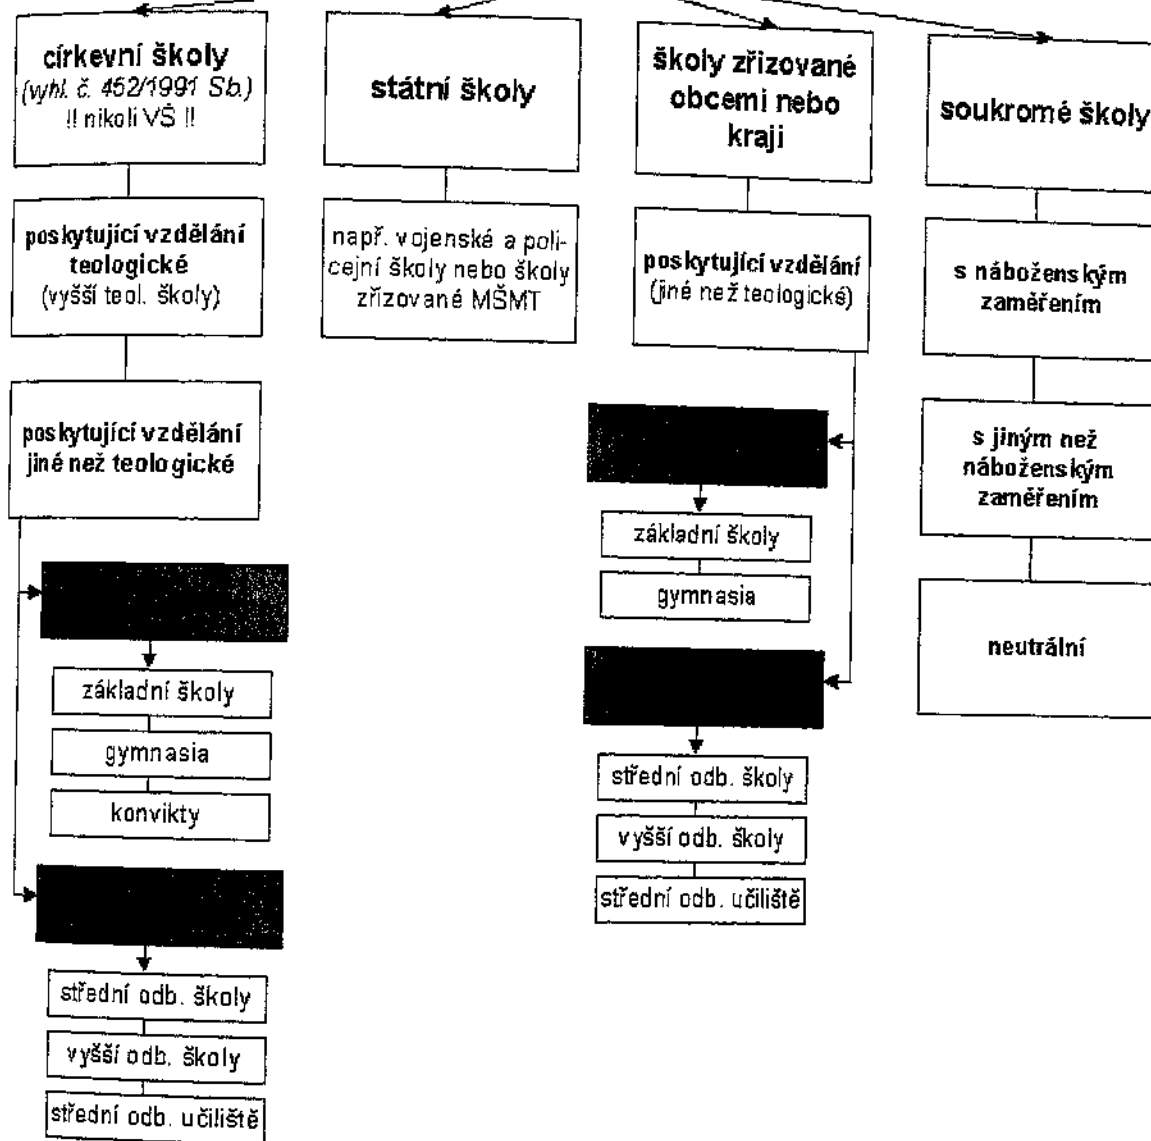 církevní školy
(vyhl. č. 452/1991 Sb.)
!! nikoli VŠ !!
poskytující vzdělání
teologické
(vyšší teol. školy)
poskytující vzdělání
jiné než teologické
základní školy
gymnasia
konvikty
střední odb. školy
vyšší odb. školy
střední odb. učiliště
státní školy
např. vojenské a poli-
cejní školy nebo školy
zřizované MŠMT
školy zřizované
obcemi nebo
kraji
poskytující vzdělání
(jiné než teologické)
základní školy
gymnasia
střední odb. školy
vyšší odb. školy
střední odb. učiliště
soukromé školy
s náboženským
zaměřením
s jiným než
náboženským
zaměřením
neutrální